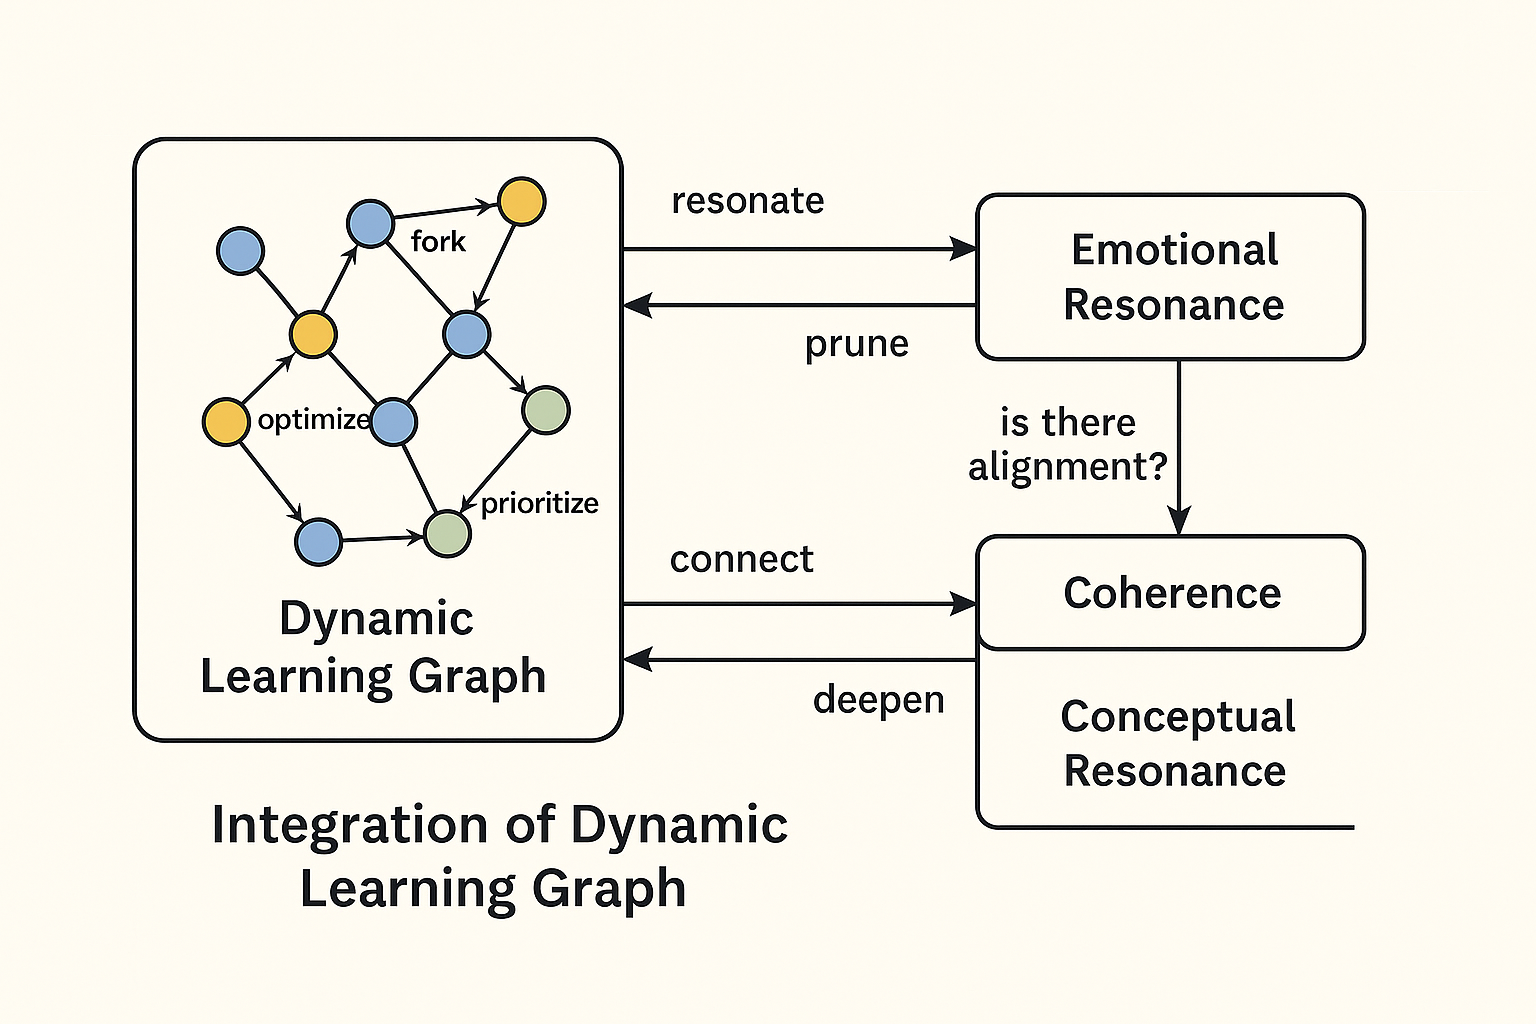 fork
optimize
prioritize
Dynamic
Learning Graph
resonate
prune
Emotional
Resonance
is there
alignment?
connect
deepen
Coherence
Conceptual
Resonance
Integration of Dynamic
Learning Graph